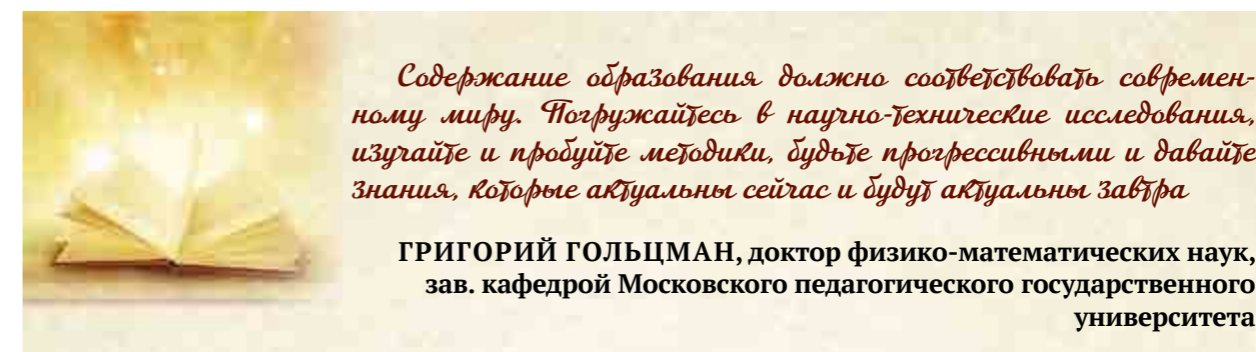 Содержание образования должно соответствовать современ-
ному миру. Погружайтесь в научно-технические исследования,
изучайте и пробуйте методики, будьте прогрессивными и давайте
знания, которые актуальны сейчас и будут актуальны завтра
ГРИГОРИЙ ГОЛЬЦМАН, доктор физико-математических наук,
зав. кафедрой Московского педагогического государственного
университета